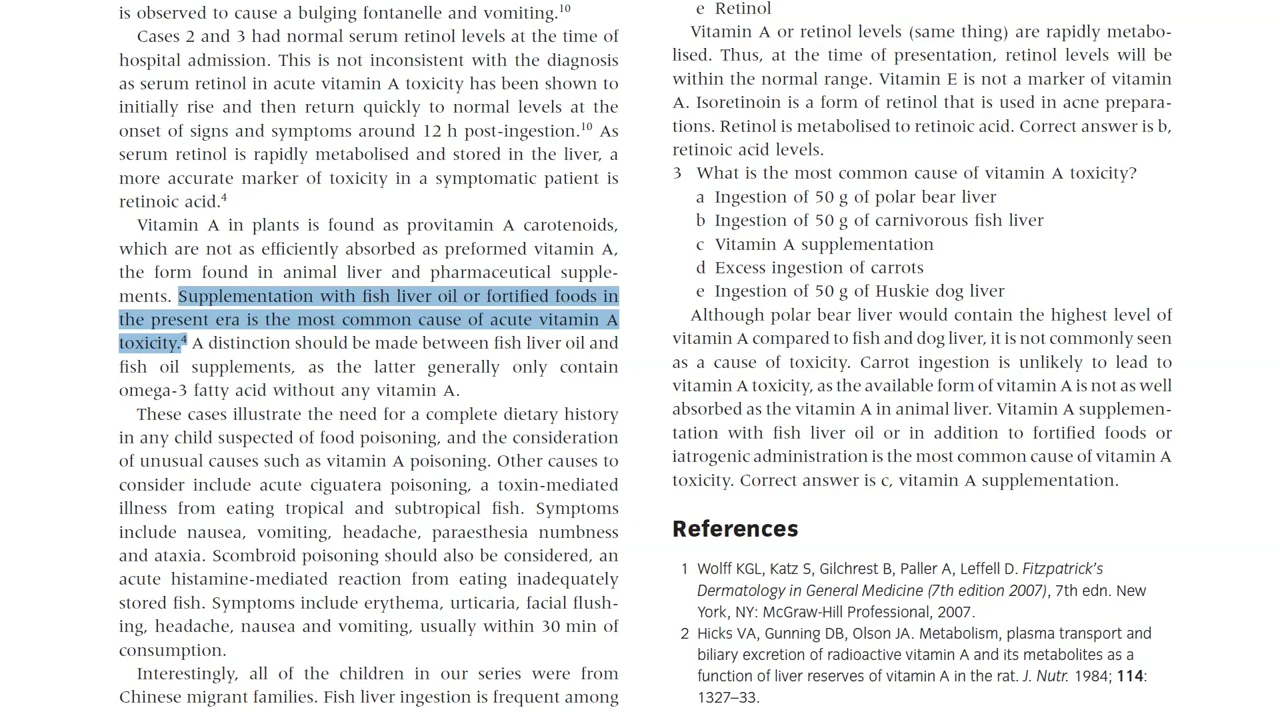 is observed to cause a bulging fontanelle and vomiting.10
Cases 2 and 3 had normal serum retinol levels at the time of
hospital admission. This is not inconsistent with the diagnosis
as serum retinol in acute vitamin A toxicity has been shown to
initially rise and then return quickly to normal levels at the
onset of signs and symptoms around 12 h post-ingestion.10 As
serum retinol is rapidly metabolised and stored in the liver, a
more accurate marker of toxicity in a symptomatic patient is
retinoic acid.4
Vitamin A in plants is found as provitamin A carotenoids,
which are not as efficiently absorbed as preformed vitamin A,
the form found in animal liver and pharmaceutical supple-
ments. Supplementation with fish liver oil or fortified foods in
the present era is the most common cause of acute vitamin A
toxicity.4 A distinction should be made between fish liver oil and
fish oil supplements, as the latter generally only contain
omega-3 fatty acid without any vitamin A.
These cases illustrate the need for a complete dietary history
in any child suspected of food poisoning, and the consideration
of unusual causes such as vitamin A poisoning. Other causes to
consider include acute ciguatera poisoning, a toxin-mediated
illness from eating tropical and subtropical fish. Symptoms
include nausea, vomiting, headache, paraesthesia numbness
and ataxia. Scombroid poisoning should also be considered, an
acute histamine-mediated reaction from eating inadequately
stored fish. Symptoms include erythema, urticaria, facial flush-
ing, headache, nausea and vomiting, usually within 30 min of
consumption.
Interestingly, all of the children in our series were from
Chinese migrant families. Fish liver ingestion is frequent among
e Retinol
Vitamin A or retinol levels (same thing) are rapidly metabo-
lised. Thus, at the time of presentation, retinol levels will be
within the normal range. Vitamin E is not a marker of vitamin
A. Isoretinoin is a form of retinol that is used in acne prepara-
tions. Retinol is metabolised to retinoic acid. Correct answer is b,
retinoic acid levels.
3 What is the most common cause of vitamin A toxicity?
a Ingestion of 50 g of polar bear liver
b Ingestion of 50 g of carnivorous fish liver
c Vitamin A supplementation
d Excess ingestion of carrots
e Ingestion of 50 g of Huskie dog liver
Although polar bear liver would contain the highest level of
vitamin A compared to fish and dog liver, it is not commonly seen
as a cause of toxicity. Carrot ingestion is unlikely to lead to
vitamin A toxicity, as the available form of vitamin A is not as well
absorbed as the vitamin A in animal liver. Vitamin A supplemen-
tation with fish liver oil or in addition to fortified foods or
iatrogenic administration is the most common cause of vitamin A
toxicity. Correct answer is c, vitamin A supplementation.
References
1 Wolff KGL, Katz S, Gilchrest B, Paller A, Leffell D. Fitzpatrick's
Dermatology in General Medicine (7th edition 2007), 7th edn. New
York, NY: McGraw-Hill Professional, 2007.
2 Hicks VA, Gunning DB, Olson JA. Metabolism, plasma transport and
biliary excretion of radioactive vitamin A and its metabolites as a
function of liver reserves of vitamin A in the rat. J. Nutr. 1984; 114:
1327–33.